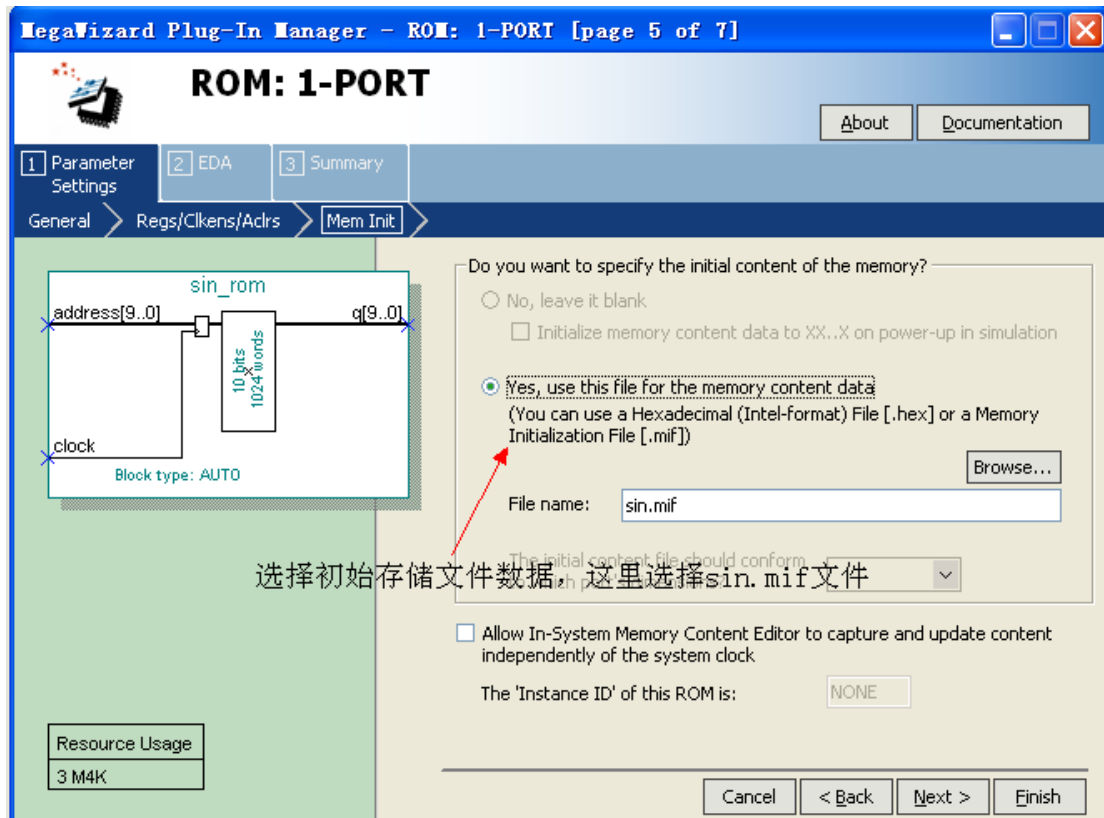 MegaWizard Plug-In Manager - ROM: 1-PORT [page 5 of 7]
ROM: 1-PORT
About
Documentation
1 Parameter Settings
2 EDA
3 Summary
General
Regs/Clkens/Aclrs
Mem Init
sin_rom
address[9..0]
q[9..0]
10 bits
1024 words
clock
Block type: AUTO
Do you want to specify the initial content of the memory?
No, leave it blank
Initialize memory content data to XX..X on power-up in simulation
Yes, use this file for the memory content data
(You can use a Hexadecimal (Intel-format) File [.hex] or a Memory
Initialization File [.mif])
Browse...
File name:
sin.mif
The initial content file should conform
选择初始存储文件数据，这里选择sin.mif文件
Allow In-System Memory Content Editor to capture and update content
independently of the system clock
The 'Instance ID' of this ROM is:
NONE
Resource Usage
3 M4K
Cancel
< Back
Next >
Finish